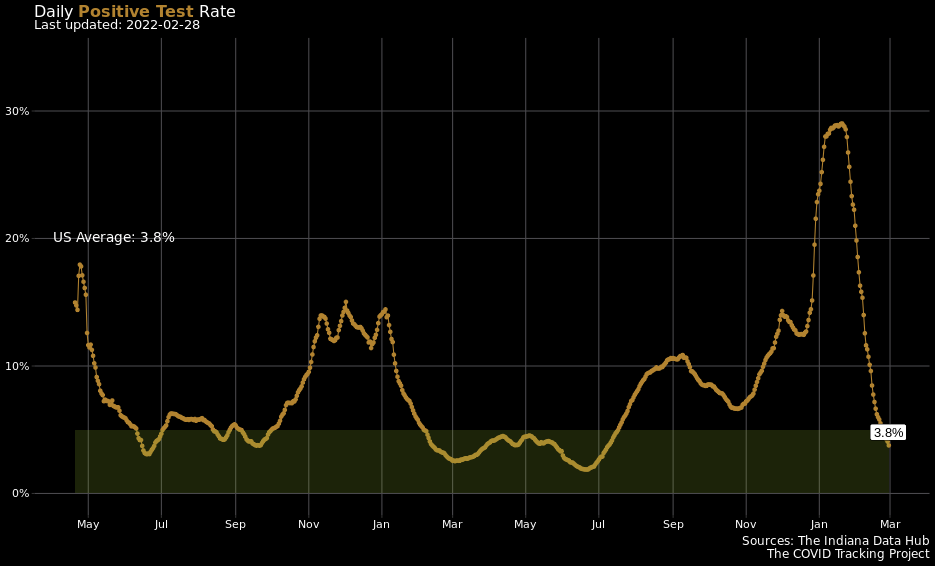 Daily Positive Test Rate
Last updated: 2022-02-28
30%
US Average: 3.8%
20%
10%
3.8%
0%
May Jul Sep Nov Jan Mar May Jul Sep Nov Jan Mar
Sources: The Indiana Data Hub
The COVID Tracking Project